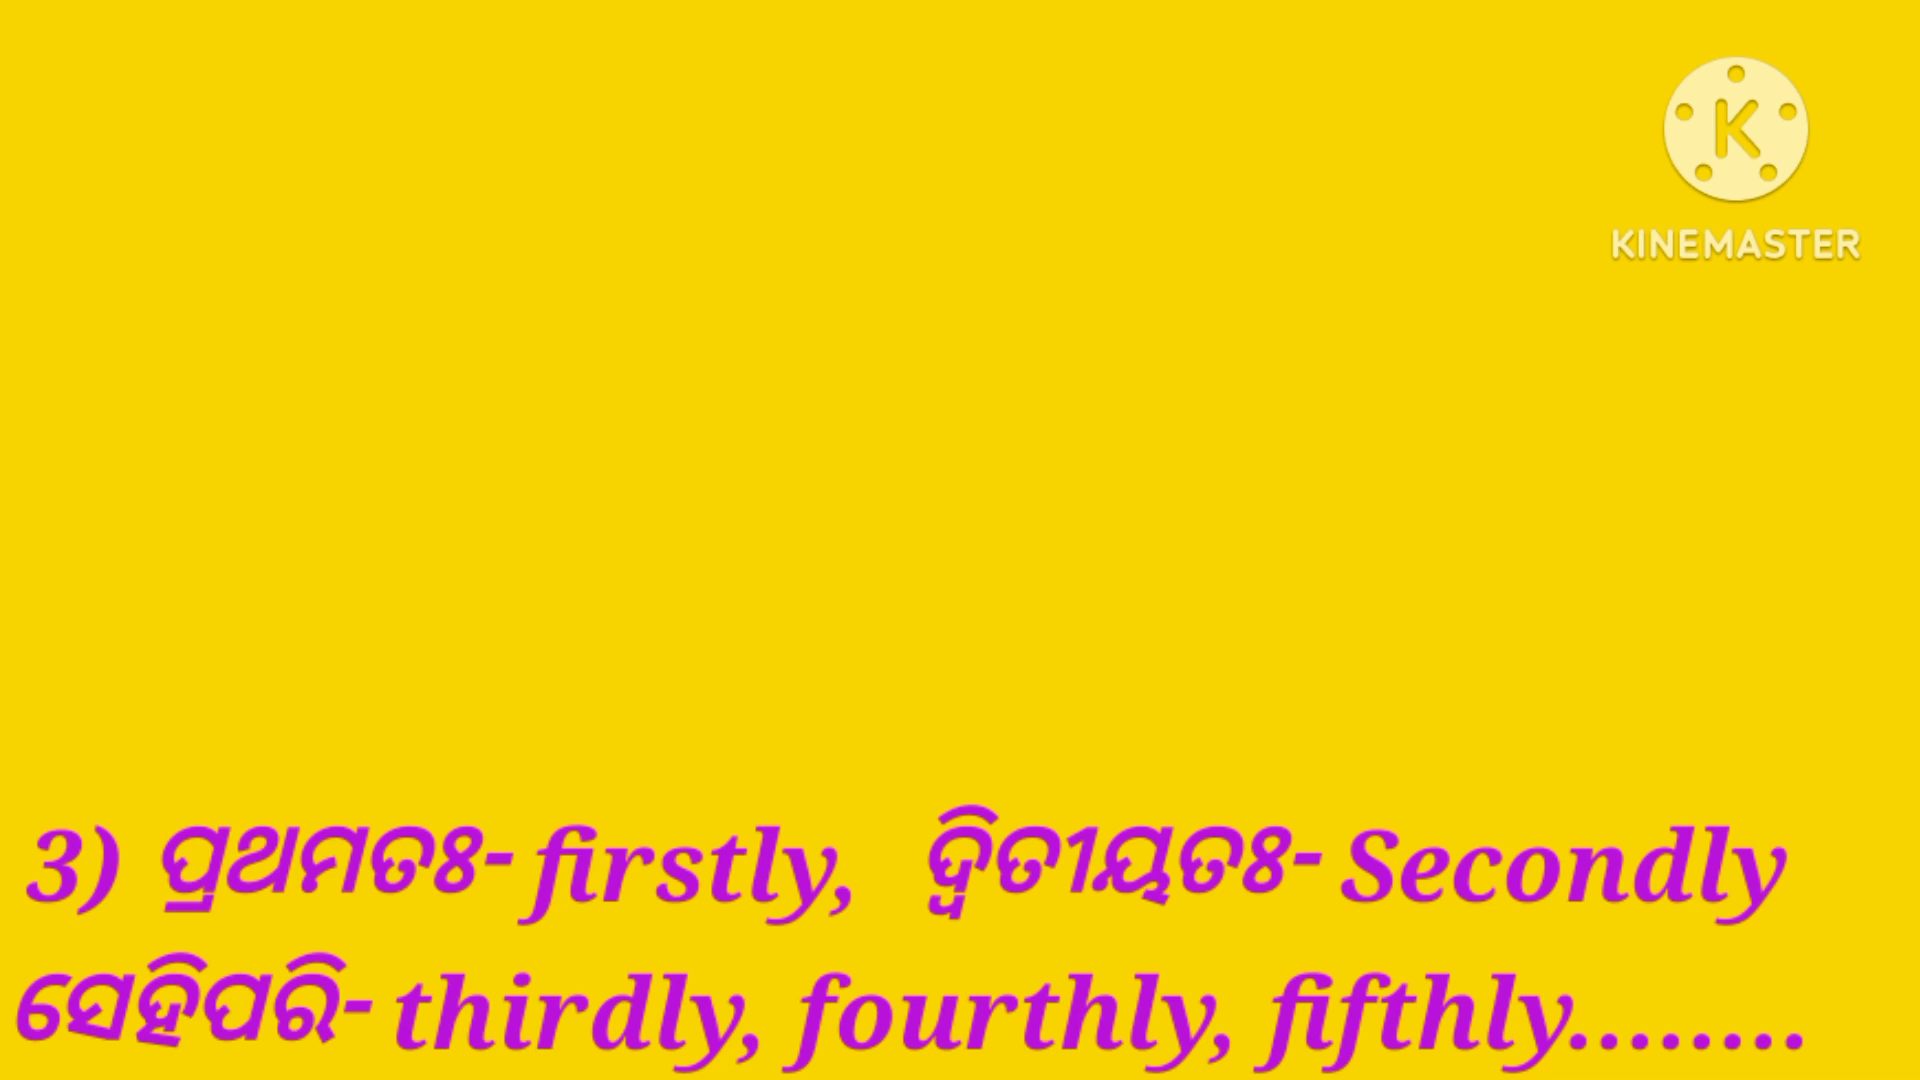 KINEMASTER
3) ପ୍ରଥମତଃ- firstly, ଦ୍ୱିତୀୟତଃ- Secondly
ସେହିପରି- thirdly, fourthly, fifthly........